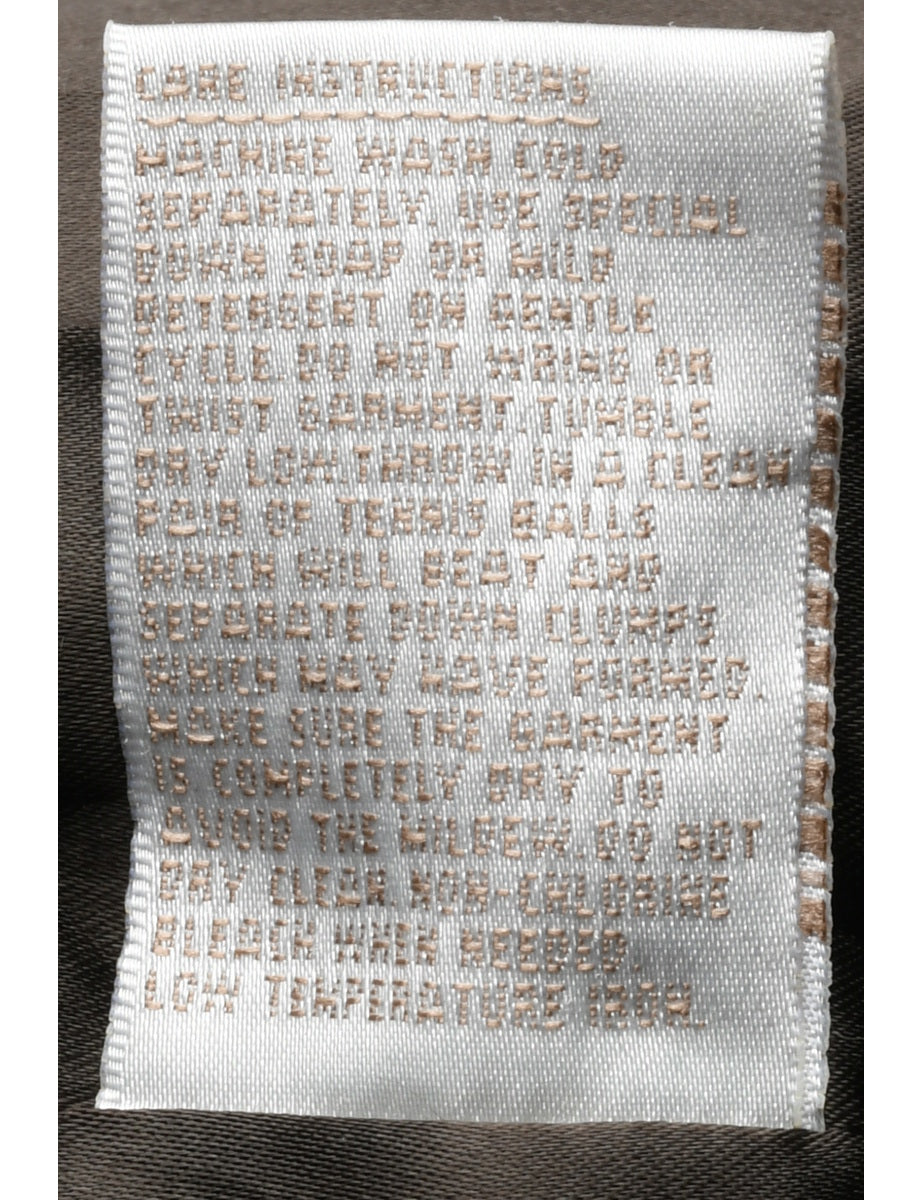 CARE INSTRUCTIONS
MACHINE WASH COLD
SEPARATELY. USE SPECIAL
DOWN SOAP OR MILD
DETERGENT ON GENTLE
CYCLE. DO NOT WRING OR
TWIST GARMENT. TUMBLE
DRY LOW. THROW IN A CLEAN
PAIR OF TENNIS BALLS
WHICH WILL BEAT AND
SEPARATE DOWN CLUMPS
WHICH MAY HAVE FORMED.
MAKE SURE THE GARMENT
IS COMPLETELY DRY TO
AVOID THE MILDEW. DO NOT
DRY CLEAN. NON-CHLORINE
BLEACH WHEN NEEDED.
LOW TEMPERATURE IRON.